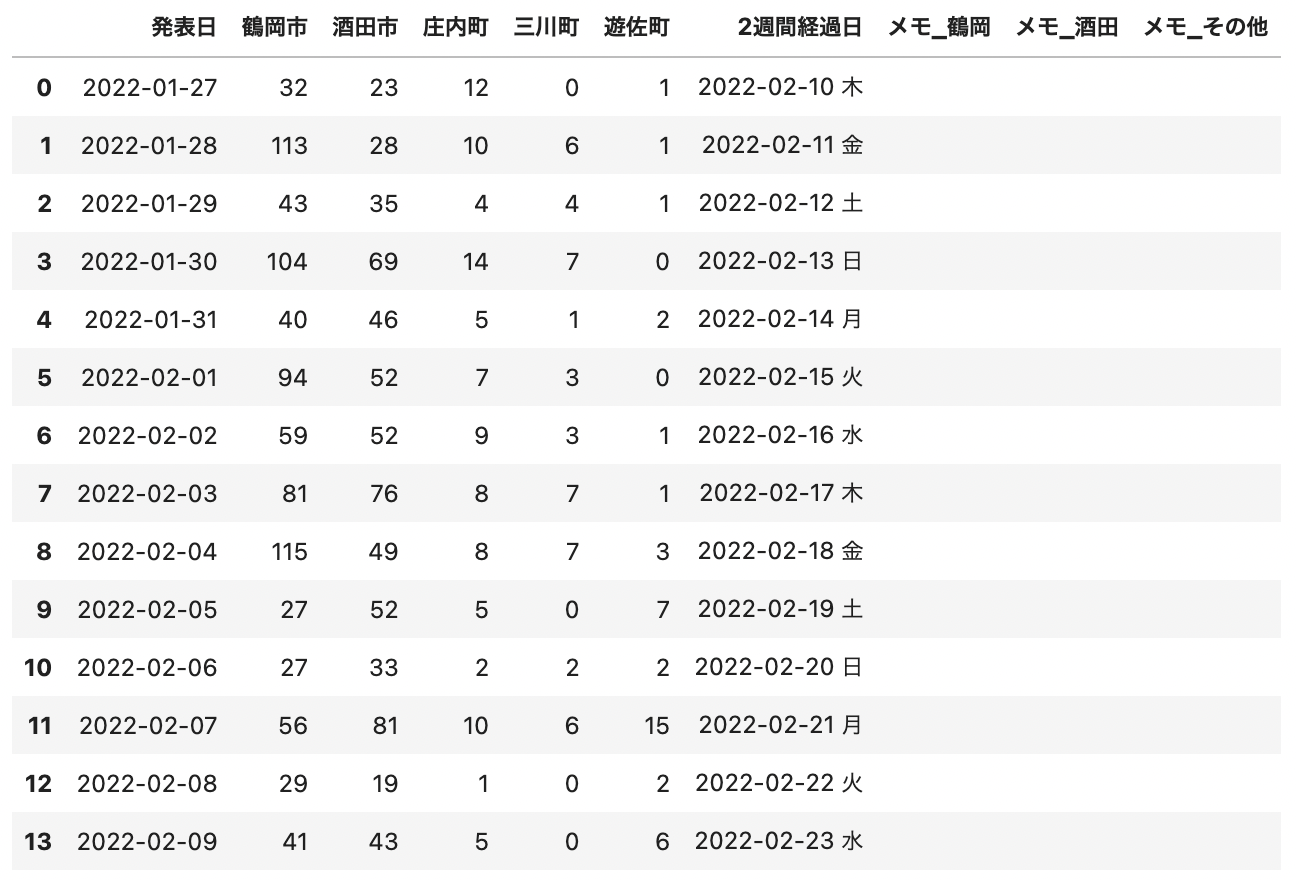 発表日 鶴岡市 酒田市 庄内町 三川町 遊佐町 2週間経過日 メモ_鶴岡 メモ_酒田 メモ_その他
0 2022-01-27 32 23 12 0 1 2022-02-10 木
1 2022-01-28 113 28 10 6 1 2022-02-11 金
2 2022-01-29 43 35 4 4 1 2022-02-12 土
3 2022-01-30 104 69 14 7 0 2022-02-13 日
4 2022-01-31 40 46 5 1 2 2022-02-14 月
5 2022-02-01 94 52 7 3 0 2022-02-15 火
6 2022-02-02 59 52 9 3 1 2022-02-16 水
7 2022-02-03 81 76 8 7 1 2022-02-17 木
8 2022-02-04 115 49 8 7 3 2022-02-18 金
9 2022-02-05 27 52 5 0 7 2022-02-19 土
10 2022-02-06 27 33 2 2 2 2022-02-20 日
11 2022-02-07 56 81 10 6 15 2022-02-21 月
12 2022-02-08 29 19 1 0 2 2022-02-22 火
13 2022-02-09 41 43 5 0 6 2022-02-23 水